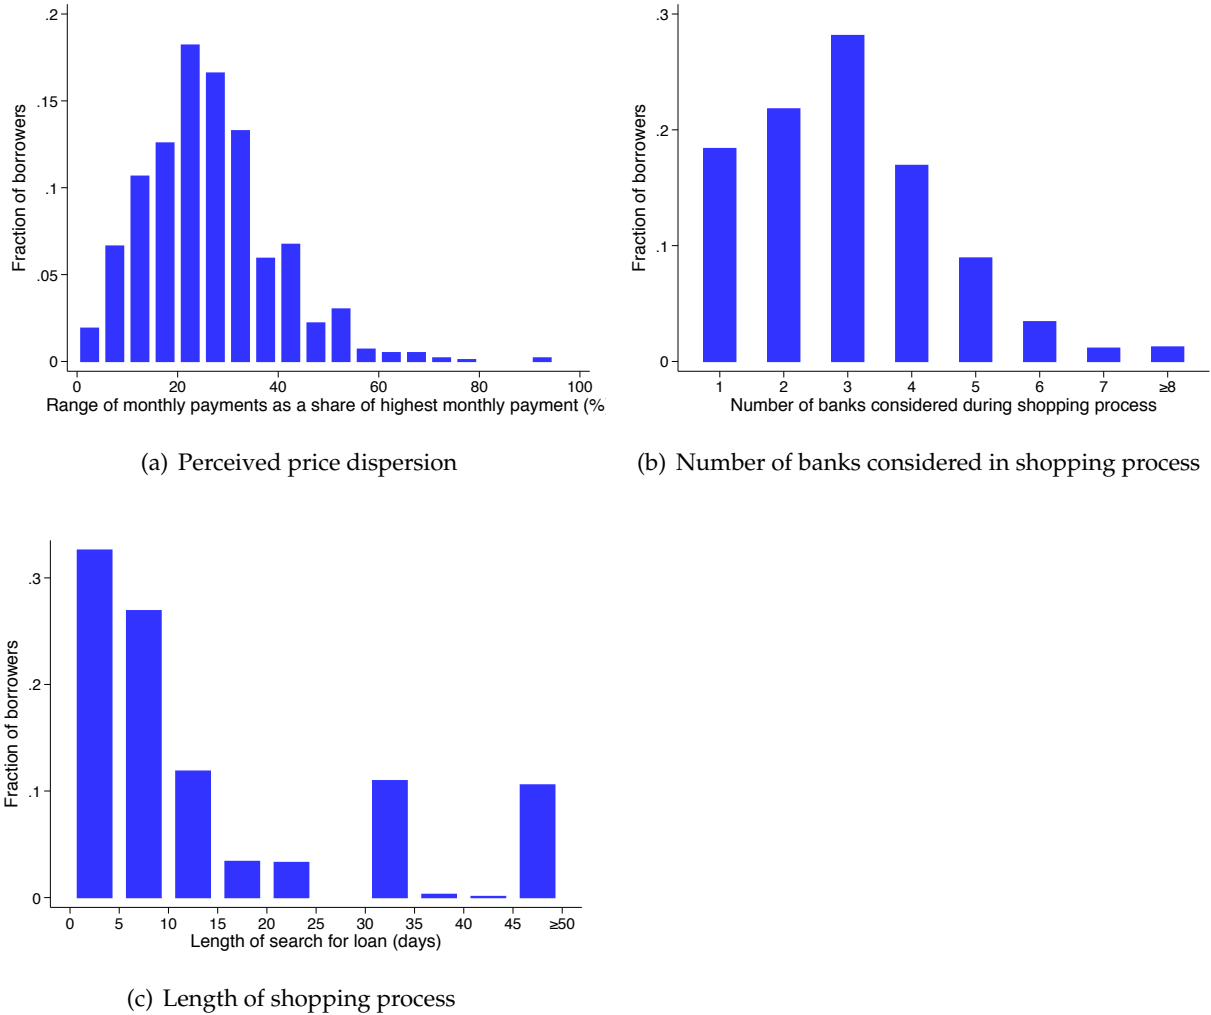 .2
.15
.1
.05
0
Fraction of borrowers
0 20 40 60 80 100
Range of monthly payments as a share of highest monthly payment (%
(a) Perceived price dispersion
.3
.2
.1
0
Fraction of borrowers
1 2 3 4 5 6 7 ≥8
Number of banks considered during shopping process
(b) Number of banks considered in shopping process
.3
.2
.1
0
Fraction of borrowers
0 5 10 15 20 25 30 35 40 45 ≥50
Length of search for loan (days)
(c) Length of shopping process